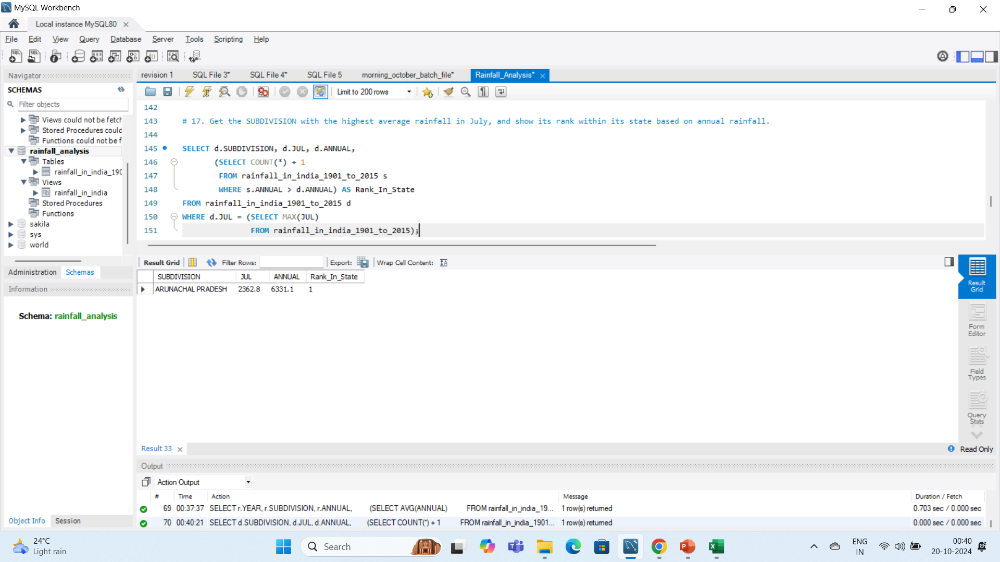 MySQL Workbench
Local instance MySQL80
File Edit View Query Database Server Tools Scripting Help
Navigator
SCHEMAS
Filter objects
Views could not be fetch
Stored Procedures could
Functions could not be f
rainfall_analysis
Tables
rainfall_in_india_190
Views
rainfall_in_india
Stored Procedures
Functions
sakila
sys
world
Administration Schemas
Information
Schema: rainfall_analysis
Object Info Session
revision 1 SQL File 3* SQL File 4* SQL File 5 morning_october_batch_file* Rainfall_Analysis*
Limit to 200 rows
142
143 # 17. Get the SUBDIVISION with the highest average rainfall in July, and show its rank within its state based on annual rainfall.
144
145 SELECT d.SUBDIVISION, d.JUL, d.ANNUAL,
146 (SELECT COUNT(*) + 1
147 FROM rainfall_in_india_1901_to_2015 s
148 WHERE s.ANNUAL > d.ANNUAL) AS Rank_In_State
149 FROM rainfall_in_india_1901_to_2015 d
150 WHERE d.JUL = (SELECT MAX(JUL)
151 FROM rainfall_in_india_1901_to_2015);
Result Grid Filter Rows: Export: Wrap Cell Content:
SUBDIVISION JUL ANNUAL Rank_In_State
ARUNACHAL PRADESH 2362.8 6331.1 1
Result Grid
Form Editor
Field Types
Query Stats
Result 33
Read Only
Output
Action Output
# Time Action Message Duration / Fetch
69 00:37:37 SELECT r.YEAR, r.SUBDIVISION, r.ANNUAL, (SELECT AVG(ANNUAL) FROM rainfall_in_india_19... 1 row(s) returned 0.703 sec / 0.000 sec
70 00:40:21 SELECT d.SUBDIVISION, d.JUL, d.ANNUAL, (SELECT COUNT(*) + 1 FROM rainfall_in_india_1901... 1 row(s) returned 0.000 sec / 0.000 sec
24°C
Light rain
Search
ENG
IN
00:40
20-10-2024